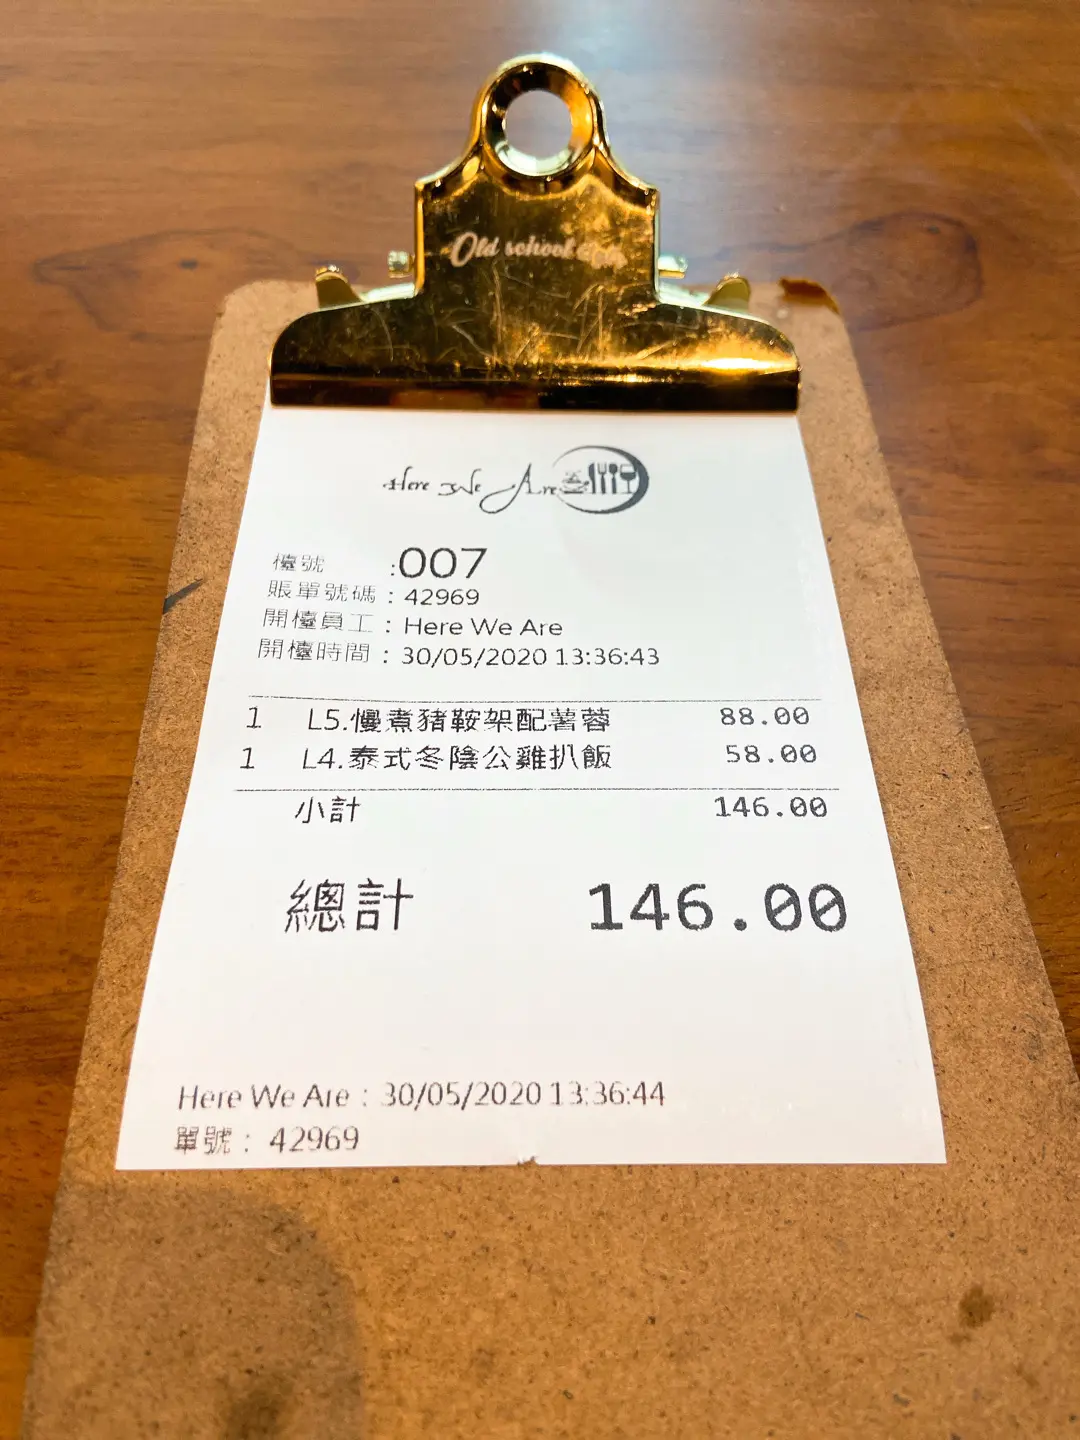 Old school
Here We Are
檯號 :007
賬單號碼 : 42969
開檯員工 : Here We Are
開檯時間 : 30/05/2020 13:36:43
1 L5.慢煮豬鞍架配薯蓉 88.00
1 L4.泰式冬陰公雞扒飯 58.00
小計 146.00
總計 146.00
Here We Are : 30/05/2020 13:36:44
單號 : 42969